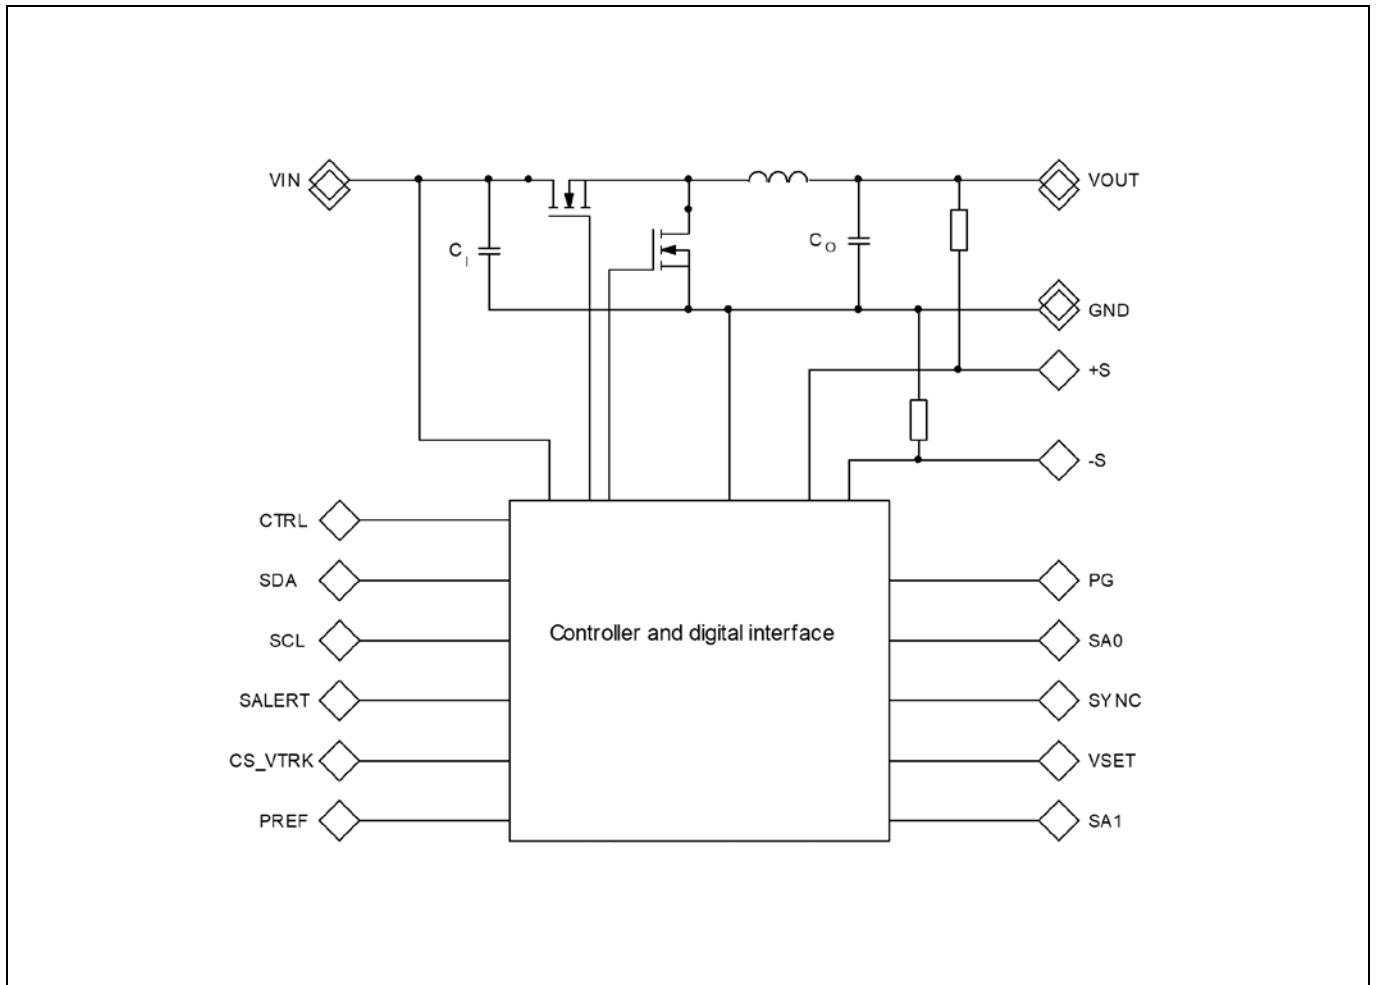 VIN
VOUT
C I
C O
GND
+S
-S
CTRL
SDA
PG
Controller and digital interface
SCL
SA0
SALERT
SYNC
CS_VTRK
VSET
PREF
SA1